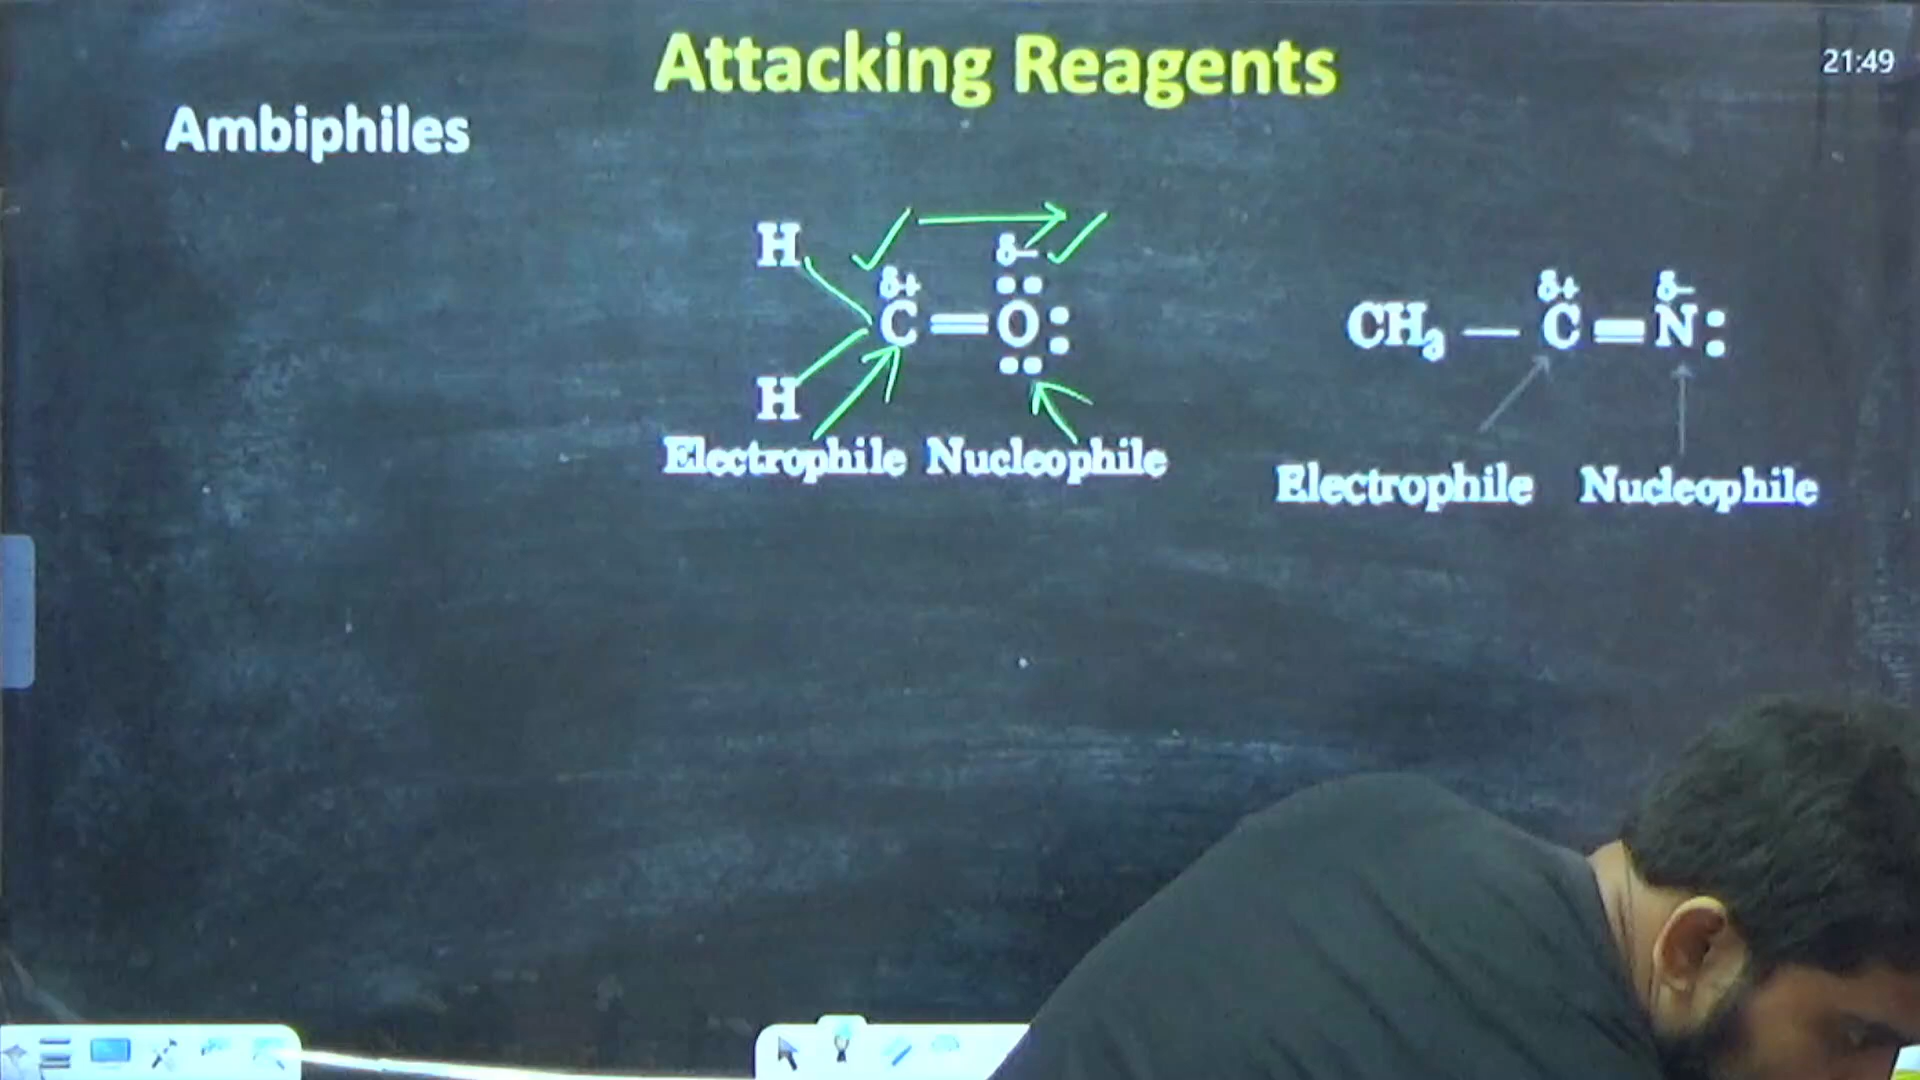 Attacking Reagents
21:49
Ambiphiles
H
δ+ δ−
C=O
H
Electrophile Nucleophile
δ+ δ−
CH₃ — C≡N:
Electrophile Nucleophile